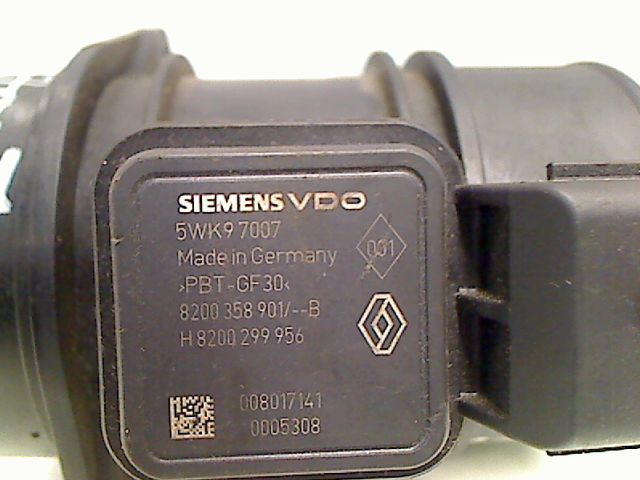 SIEMENS VDO
5WK9 7007
001
Made in Germany
>PBT-GF30<
8200 358 901/--B
H 8200 299 956
008017141
0005308